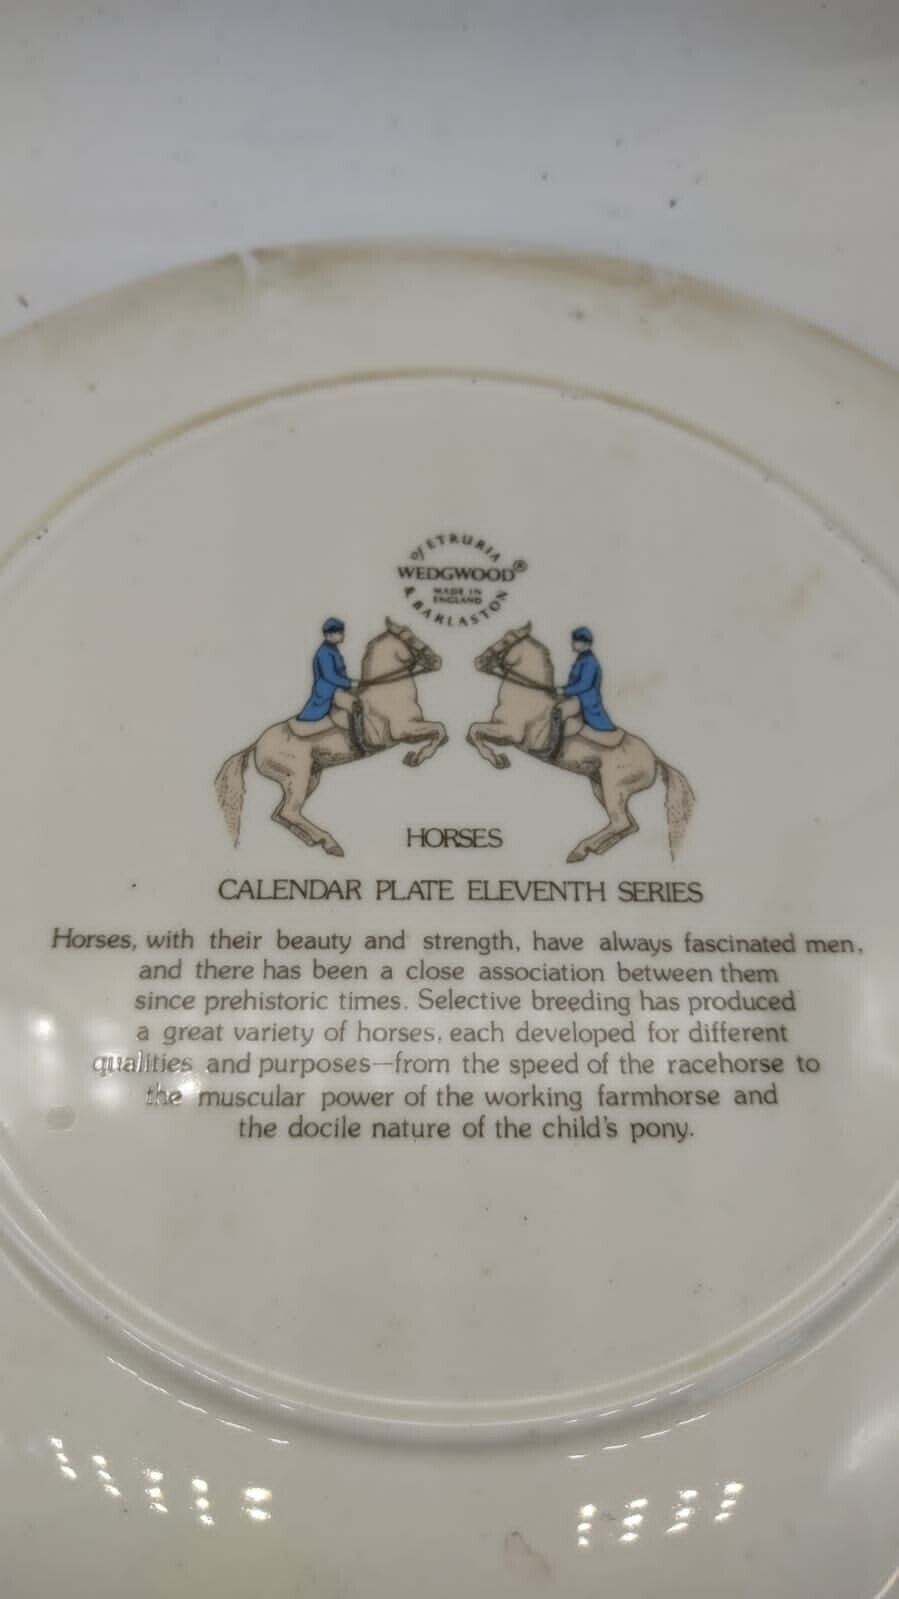 of ETRURIA
WEDGWOOD®
MADE IN
ENGLAND
& BARLASTON
HORSES
CALENDAR PLATE ELEVENTH SERIES
Horses, with their beauty and strength, have always fascinated men,
and there has been a close association between them
since prehistoric times. Selective breeding has produced
a great variety of horses, each developed for different
qualities and purposes—from the speed of the racehorse to
the muscular power of the working farmhorse and
the docile nature of the child's pony.